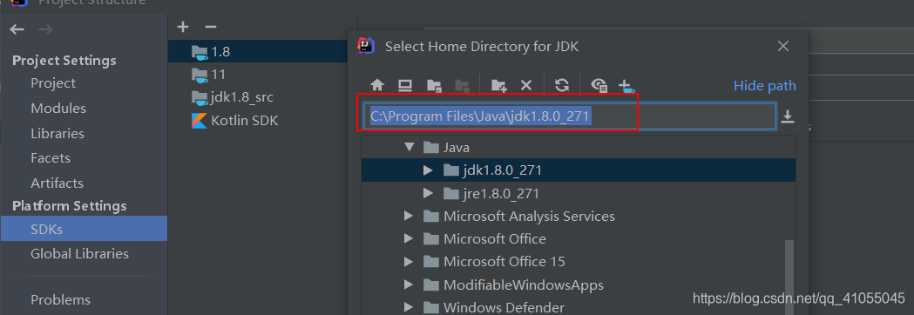 Project Structure
Project Settings
Project
Modules
Libraries
Facets
Artifacts
Platform Settings
SDKs
Global Libraries
Problems
1.8
11
jdk1.8_src
Kotlin SDK
Select Home Directory for JDK
Hide path
C:\Program Files\Java\jdk1.8.0_271
Java
jdk1.8.0_271
jre1.8.0_271
Microsoft Analysis Services
Microsoft Office
Microsoft Office 15
ModifiableWindowsApps
Windows Defender
https://blog.csdn.net/qq_41055045